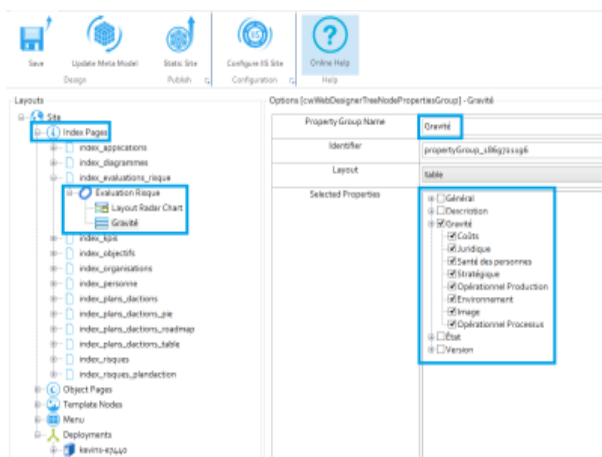 Save
Update Meta Model
Static Site
Configure IIS Site
Online Help
Design
Publish
Configuration
Help
Layouts
Site
Index Pages
index_applications
index_diagrammes
index_evaluations_risque
Evaluation Risque
Layout Radar Chart
Gravité
index_kpis
index_objectifs
index_organisations
index_personne
index_plans_dactions
index_plans_dactions_pie
index_plans_dactions_roadmap
index_plans_dactions_table
index_risques
index_risques_plandaction
Object Pages
Template Nodes
Menu
Deployments
Options [cwWebDesignerTreeNodePropertiesGroup] - Gravité
Property Group Name
Gravité
Identifier
Layout
table
Selected Properties
Général
Description
Gravité
Coûts
Juridique
Santé des personnes
Stratégique
Opérationnel Production
Environnement
Image
Opérationnel Processus
État
Version